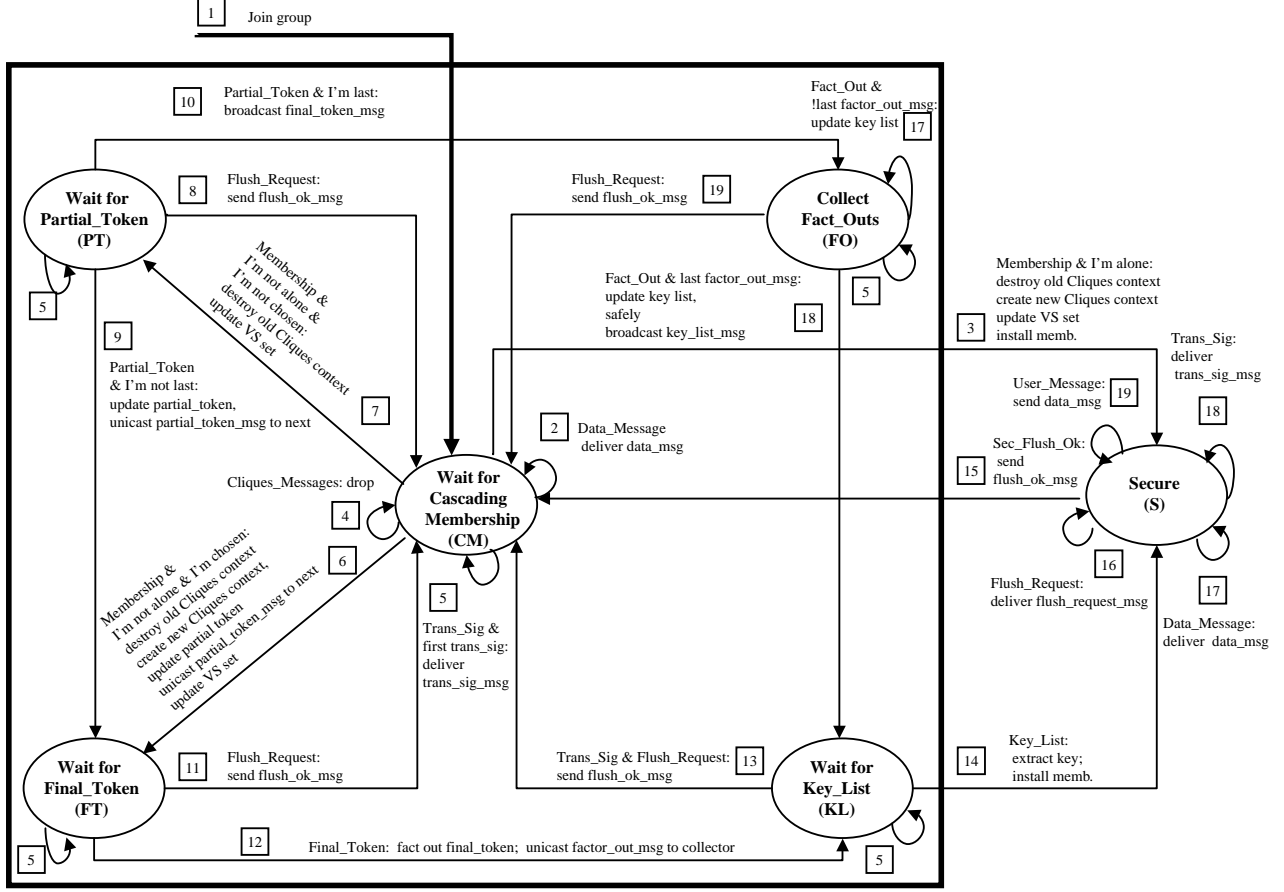 1
Join group
10
Partial_Token & I'm last:
broadcast final_token_msg
Fact_Out &
!last factor_out_msg:
update key list
17
Wait for
Partial_Token
(PT)
8
Flush_Request:
send flush_ok_msg
Flush_Request:
send flush_ok_msg
19
Collect
Fact_Outs
(FO)
5
5
Membership &
I'm not alone &
I'm not chosen:
destroy old Cliques context
update VS set
7
9
Partial_Token
& I'm not last:
update partial_token,
unicast partial_token_msg to next
Fact_Out & last factor_out_msg:
update key list,
safely
broadcast key_list_msg
18
Membership & I'm alone:
destroy old Cliques context
create new Cliques context
update VS set
install memb.
3
Trans_Sig:
deliver
trans_sig_msg
18
User_Message:
send data_msg
19
2
Data_Message
deliver data_msg
Sec_Flush_Ok:
send
flush_ok_msg
15
Cliques_Messages: drop
4
Wait for
Cascading
Membership
(CM)
Secure
(S)
16
Flush_Request:
deliver flush_request_msg
17
Data_Message:
deliver data_msg
Membership &
I'm not alone & I'm chosen:
destroy old Cliques context
create new Cliques context,
update partial token
unicast partial_token_msg to next
update VS set
6
5
Trans_Sig &
first trans_sig:
deliver
trans_sig_msg
Wait for
Final_Token
(FT)
11
Flush_Request:
send flush_ok_msg
Trans_Sig & Flush_Request:
send flush_ok_msg
13
Wait for
Key_List
(KL)
14
Key_List:
extract key;
install memb.
5
12
Final_Token: fact out final_token; unicast factor_out_msg to collector
5